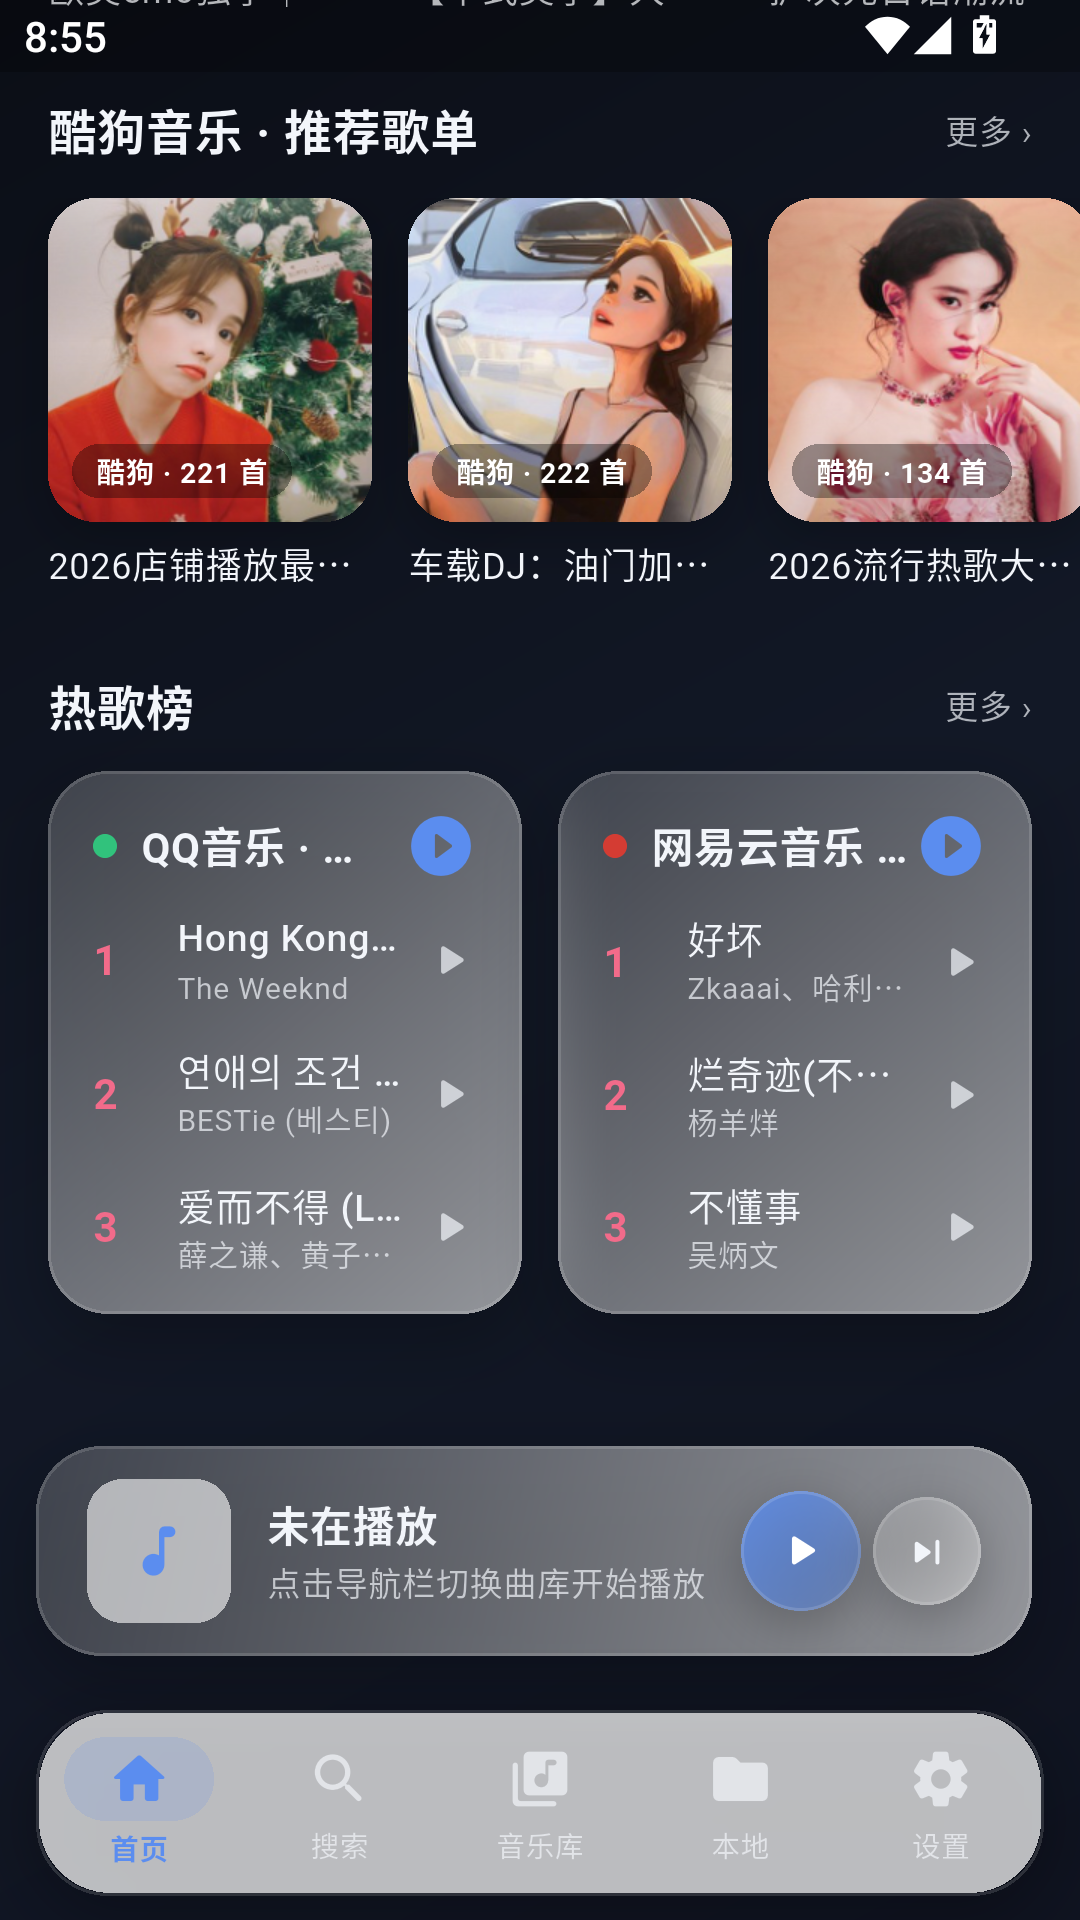 8:55
酷狗音乐 · 推荐歌单
更多 ›
酷狗 · 221 首
酷狗 · 222 首
酷狗 · 134 首
2026店铺播放最…
车载DJ：油门加…
2026流行热歌大…
热歌榜
更多 ›
QQ音乐 · …
1
Hong Kong…
The Weeknd
2
연애의 조건 …
BESTie (베스티)
3
爱而不得 (L…
薛之谦、黄子…
网易云音乐 …
1
好坏
Zkaaai、哈利…
2
烂奇迹(不…
杨羊烊
3
不懂事
吴炳文
未在播放
点击导航栏切换曲库开始播放
首页
搜索
音乐库
本地
设置